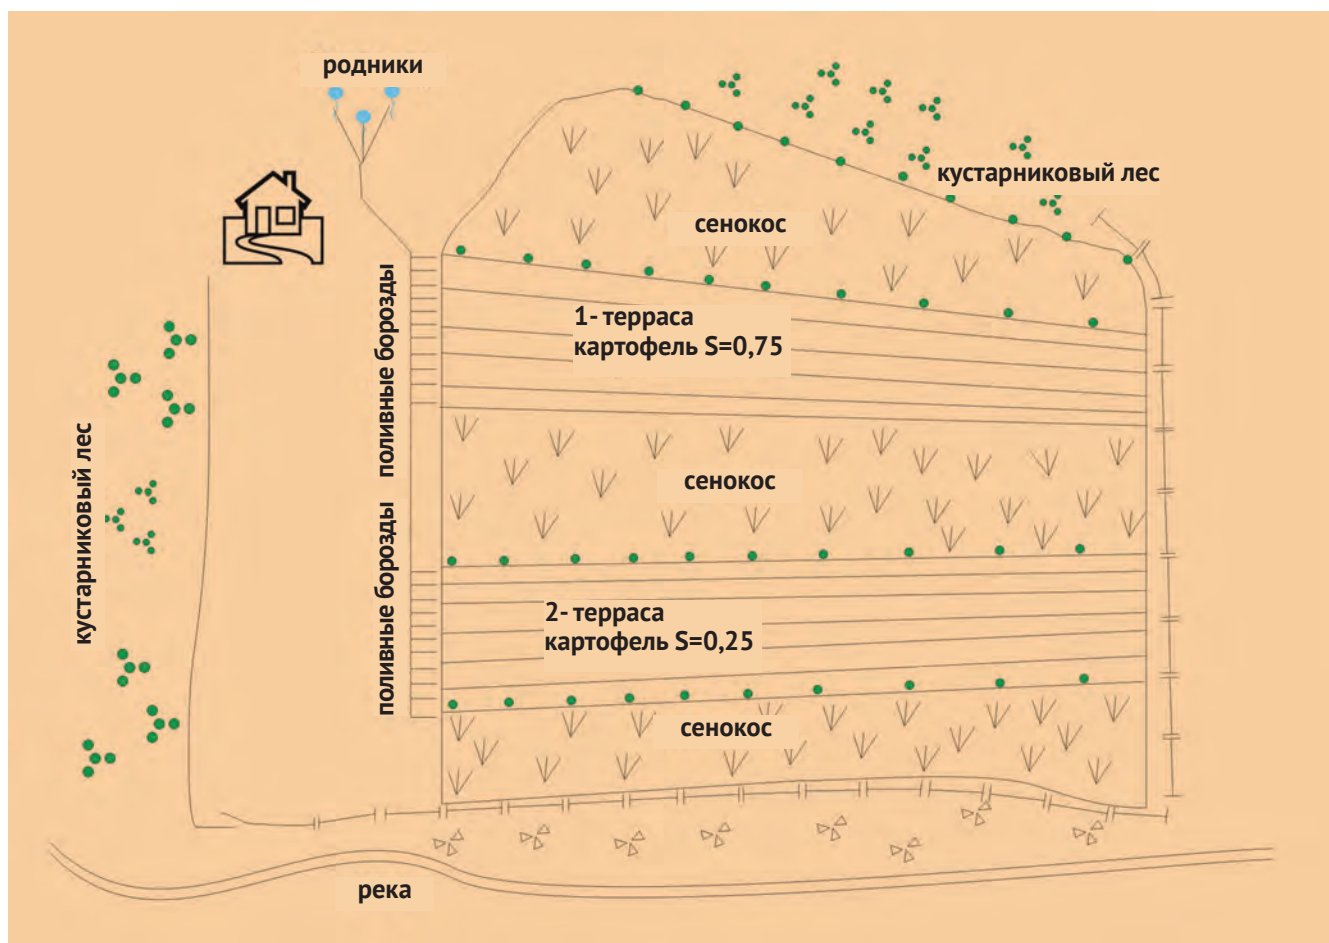 родники
кустарниковый лес
сенокос
поливные борозды
1- терраса
картофель S=0,75
кустарниковый лес
сенокос
поливные борозды
2- терраса
картофель S=0,25
сенокос
река